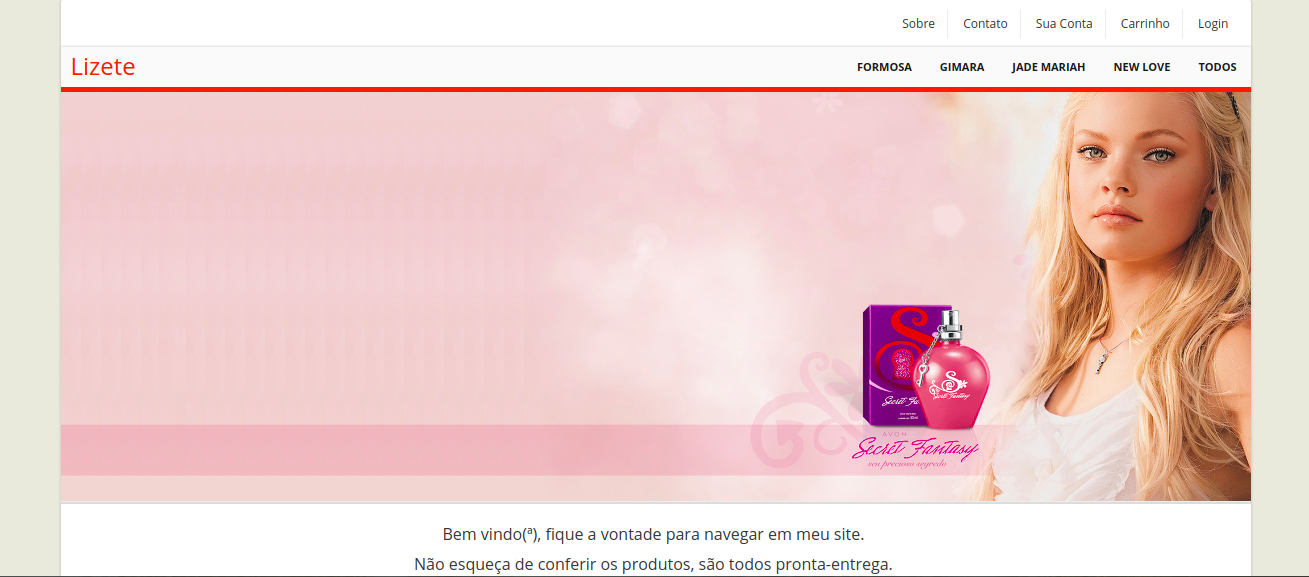 Sobre Contato Sua Conta Carrinho Login
Lizete FORMOSA GIMARA JADE MARIAH NEW LOVE TODOS
Secret Fantasy
AVON
Secret Fantasy
seu precioso segredo
Bem vindo(ª), fique a vontade para navegar em meu site.
Não esqueça de conferir os produtos, são todos pronta-entrega.